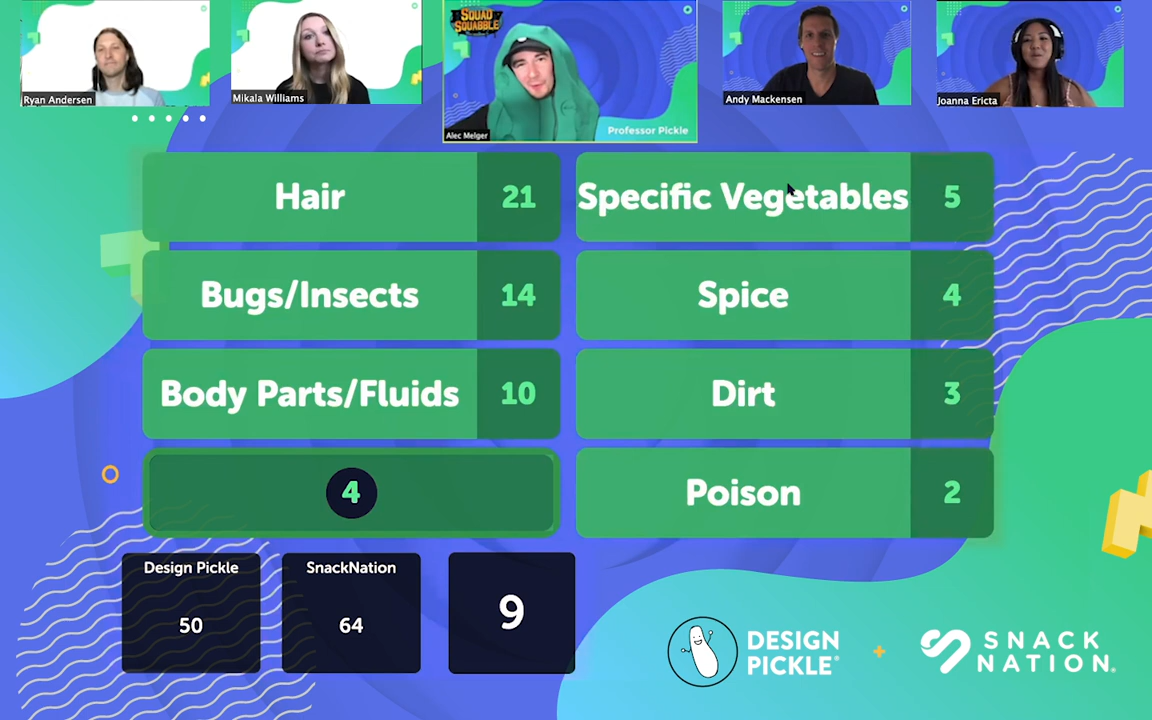 Ryan Andersen
Mikala Williams
SQUAD
SQUABBLE
Alec Melger
Professor Pickle
Andy Mackensen
Joanna Ericta
Hair 21
Specific Vegetables 5
Bugs/Insects 14
Spice 4
Body Parts/Fluids 10
Dirt 3
4
Poison 2
Design Pickle
50
SnackNation
64
9
DESIGN
PICKLE®
+
SNACK
NATION.